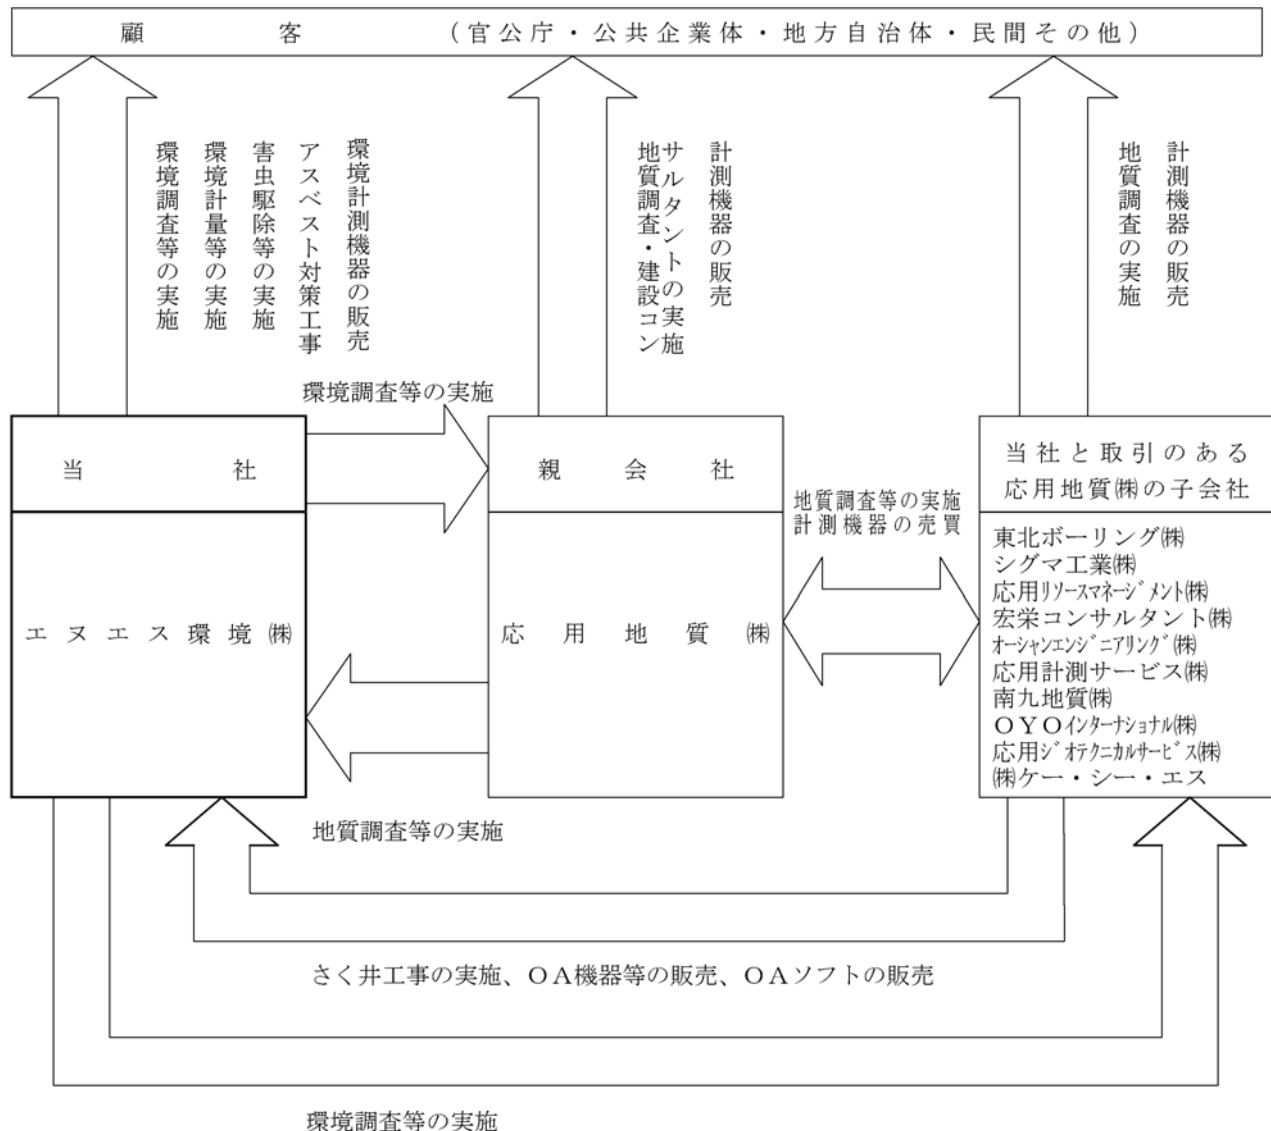 顧客（官公庁・公共企業体・地方自治体・民間その他）
環境計測機器の販売
アスベスト対策工事
害虫駆除等の実施
環境計量等の実施
環境調査等の実施
計測機器の販売
地質調査・建設コン
サルタントの実施
計測機器の販売
地質調査の実施
環境調査等の実施
当社
エヌエス環境㈱
親会社
応用地質㈱
地質調査等の実施
計測機器の売買
当社と取引のある
応用地質㈱の子会社
東北ボーリング㈱
シグマ工業㈱
応用ﾘｿｰｽﾏﾈｰｼﾞﾒﾝﾄ㈱
宏栄コンサルタント㈱
ｵｰｼｬﾝｴﾝｼﾞﾆｱﾘﾝｸﾞ㈱
応用計測サービス㈱
南九地質㈱
ＯＹＯｲﾝﾀｰﾅｼｮﾅﾙ㈱
応用ｼﾞｵﾃｸﾆｶﾙｻｰﾋﾞｽ㈱
㈱ケー・シー・エス
地質調査等の実施
さく井工事の実施、ＯＡ機器等の販売、ＯＡソフトの販売
環境調査等の実施